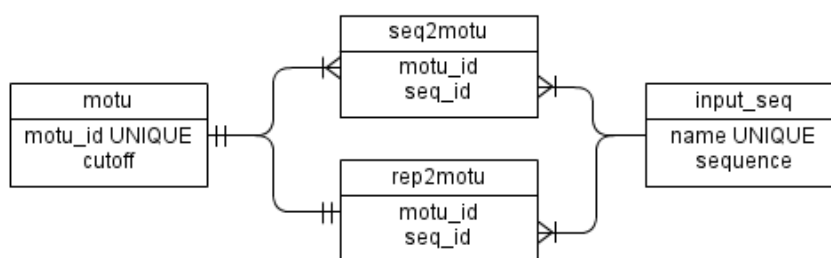 seq2motu
motu_id
seq_id
motu
motu_id UNIQUE
cutoff
input_seq
name UNIQUE
sequence
rep2motu
motu_id
seq_id